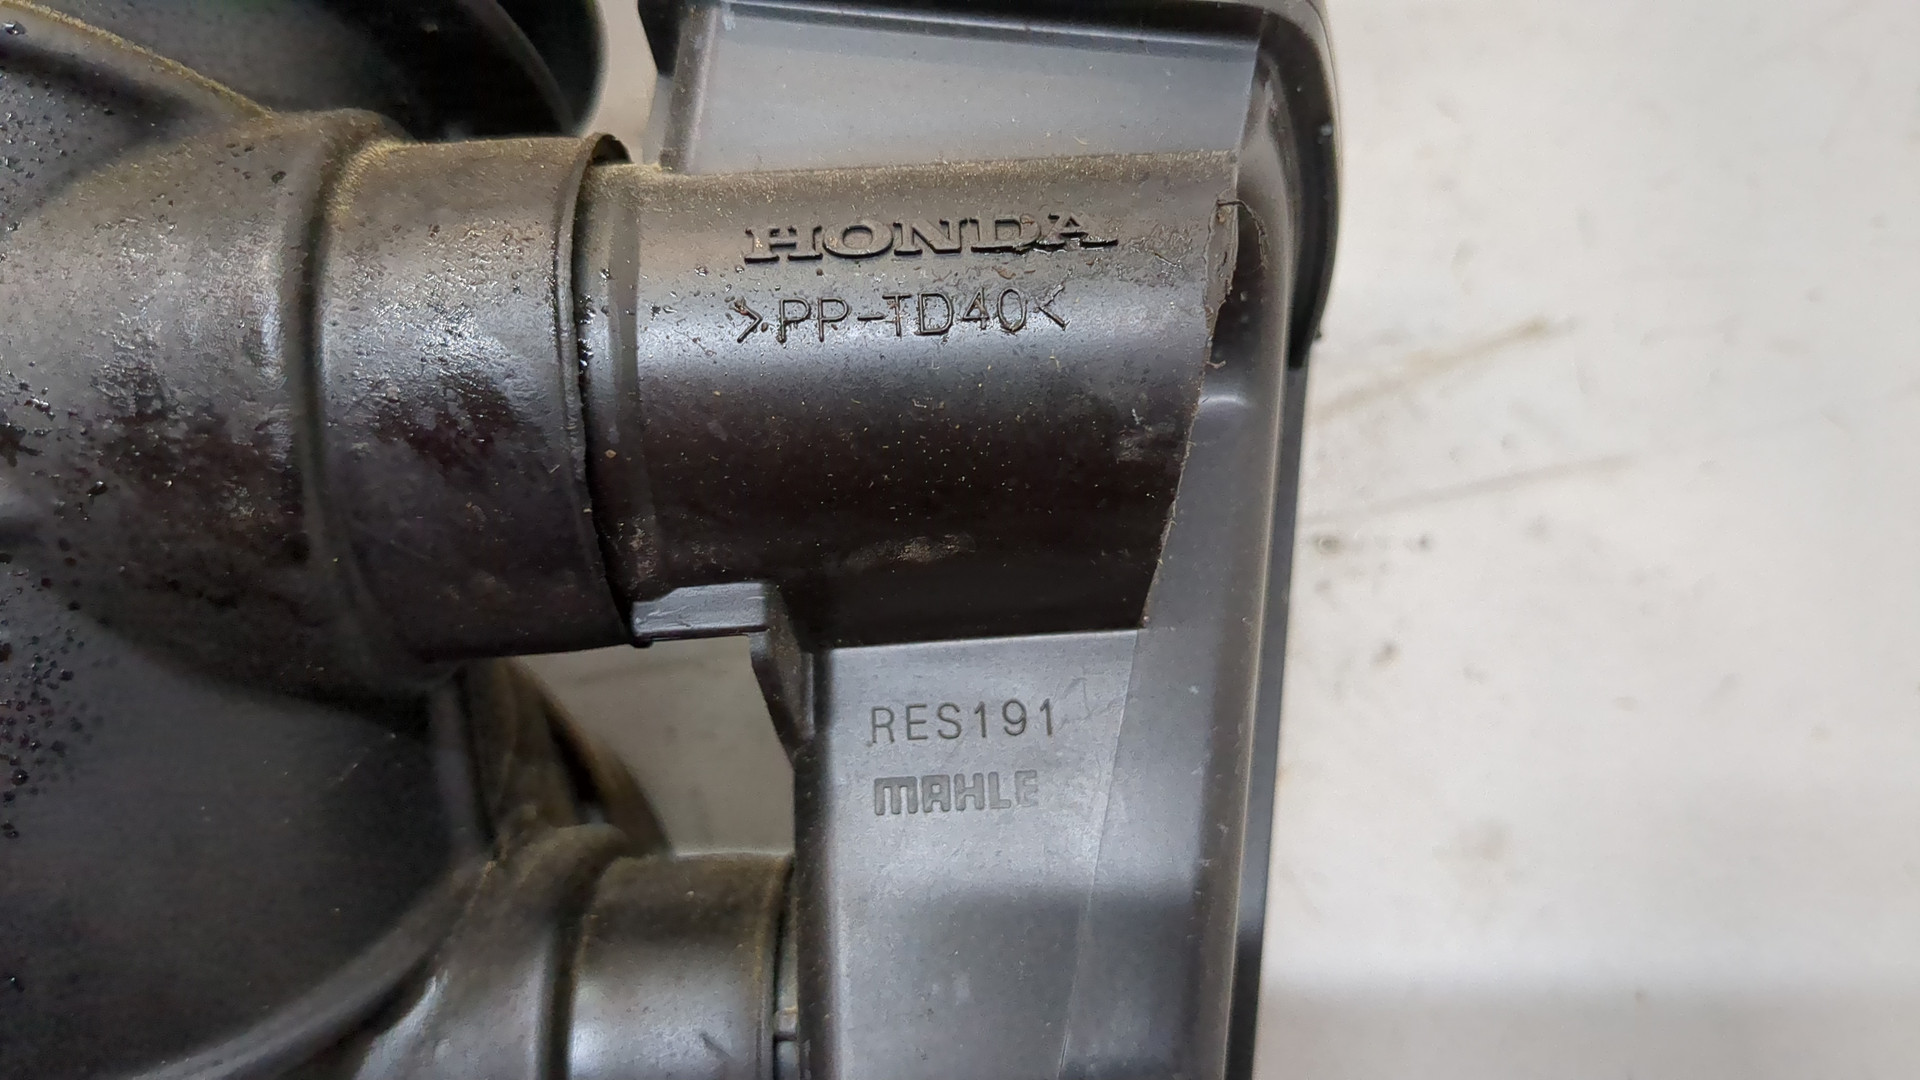 HONDA
>PP-TD40<
RES191
MAHLE